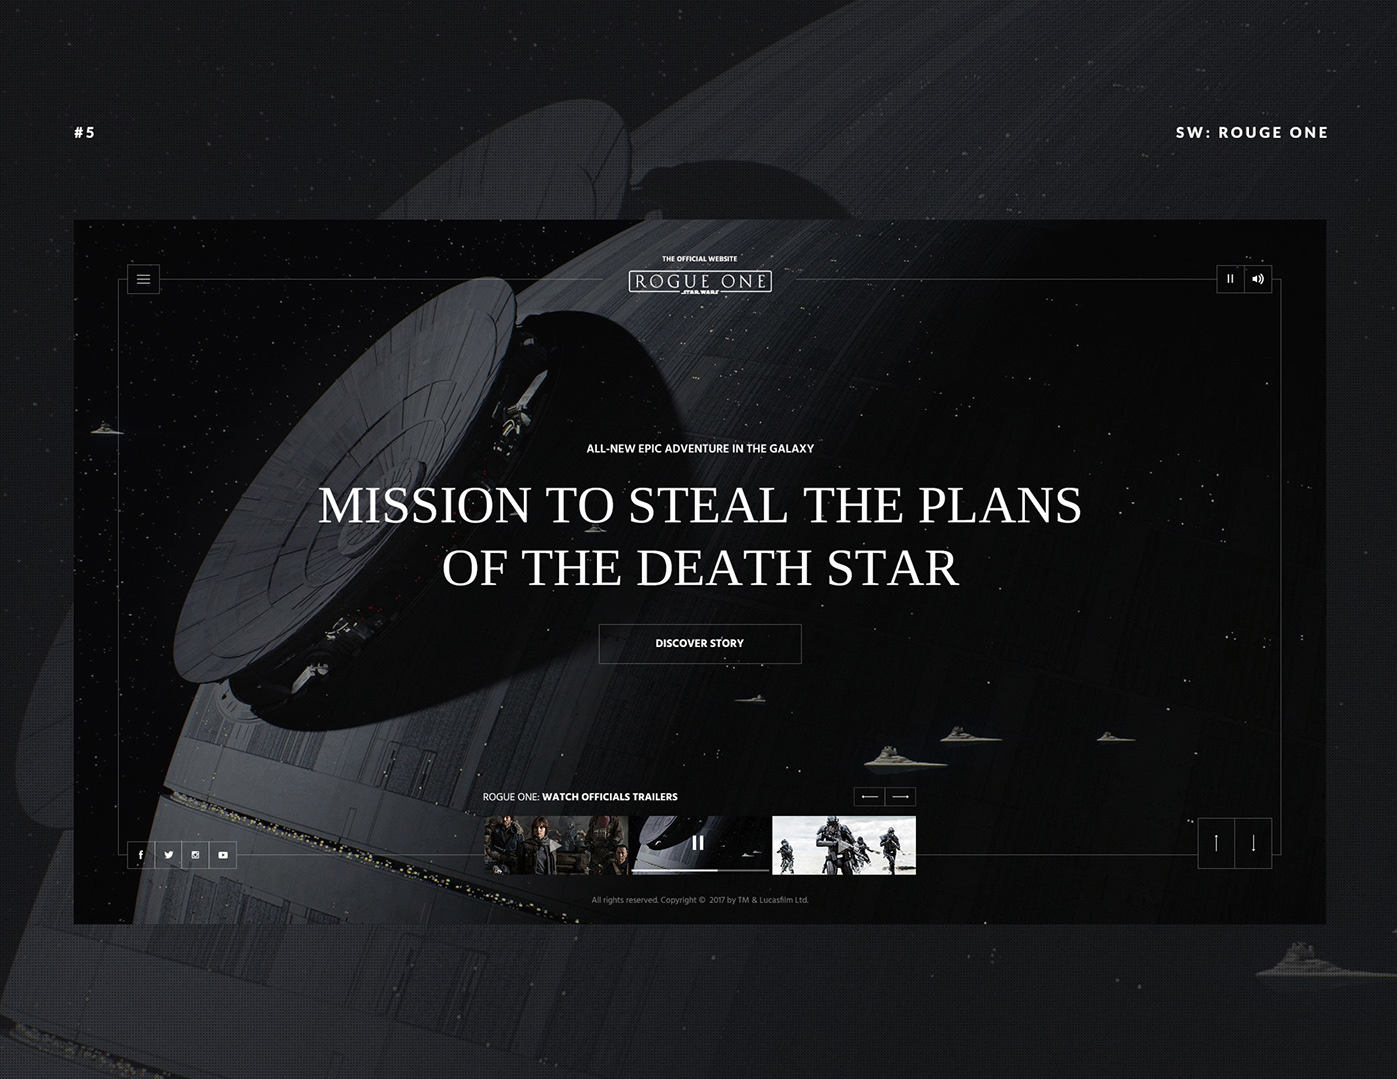 #5
SW: ROUGE ONE
THE OFFICIAL WEBSITE
ROGUE ONE
STAR WARS
ALL-NEW EPIC ADVENTURE IN THE GALAXY
MISSION TO STEAL THE PLANS
OF THE DEATH STAR
DISCOVER STORY
ROGUE ONE: WATCH OFFICIALS TRAILERS
All rights reserved. Copyright © 2017 by TM & Lucasfilm Ltd.